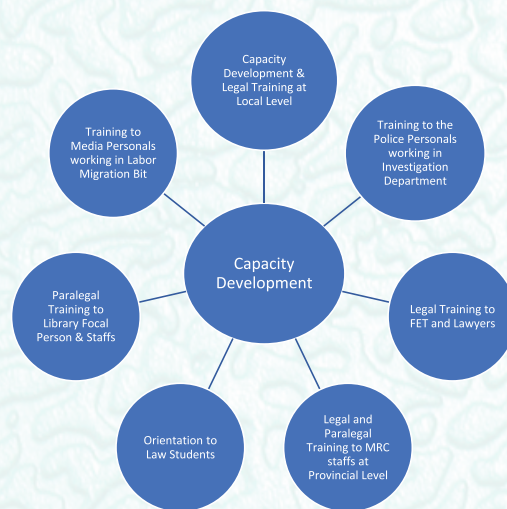 Capacity
Development &
Legal Training at
Local Level
Training to the
Police Personals
working in
Investigation
Department
Legal Training to
FET and Lawyers
Legal and
Paralegal
Training to MRC
staffs at
Provincial Level
Orientation to
Law Students
Paralegal
Training to
Library Focal
Person & Staffs
Training to
Media Personals
working in Labor
Migration Bit
Capacity
Development